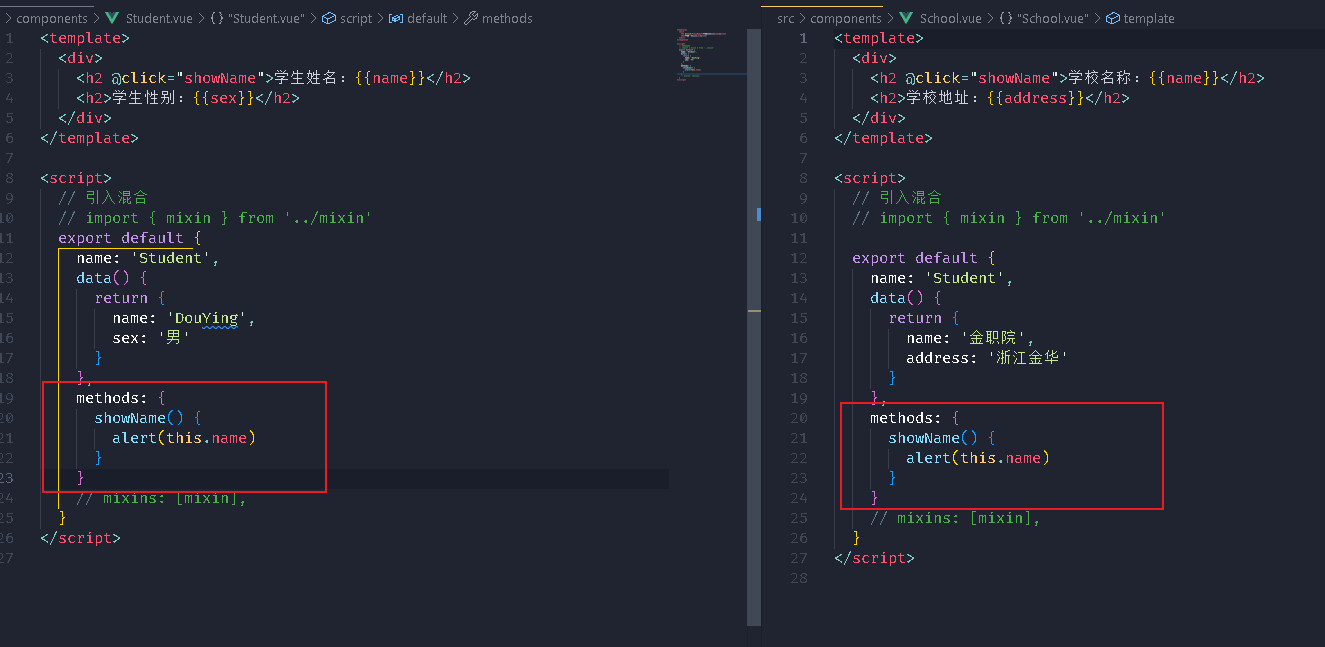 components > Student.vue > {} "Student.vue" > script > default > methods
1 <template>
2 <div>
3 <h2 @click="showName">学生姓名：{{name}}</h2>
4 <h2>学生性别：{{sex}}</h2>
5 </div>
6 </template>
7
8 <script>
9 // 引入混合
10 // import { mixin } from '../mixin'
11 export default {
12 name: 'Student',
13 data() {
14 return {
15 name: 'DouYing',
16 sex: '男'
17 }
18 },
19 methods: {
20 showName() {
21 alert(this.name)
22 }
23 }
24 // mixins: [mixin],
25 }
26 </script>
27
src > components > School.vue > {} "School.vue" > template
1 <template>
2 <div>
3 <h2 @click="showName">学校名称：{{name}}</h2>
4 <h2>学校地址：{{address}}</h2>
5 </div>
6 </template>
7
8 <script>
9 // 引入混合
10 // import { mixin } from '../mixin'
11
12 export default {
13 name: 'Student',
14 data() {
15 return {
16 name: '金职院',
17 address: '浙江金华'
18 }
19 },
20 methods: {
21 showName() {
22 alert(this.name)
23 }
24 }
25 // mixins: [mixin],
26 }
27 </script>
28